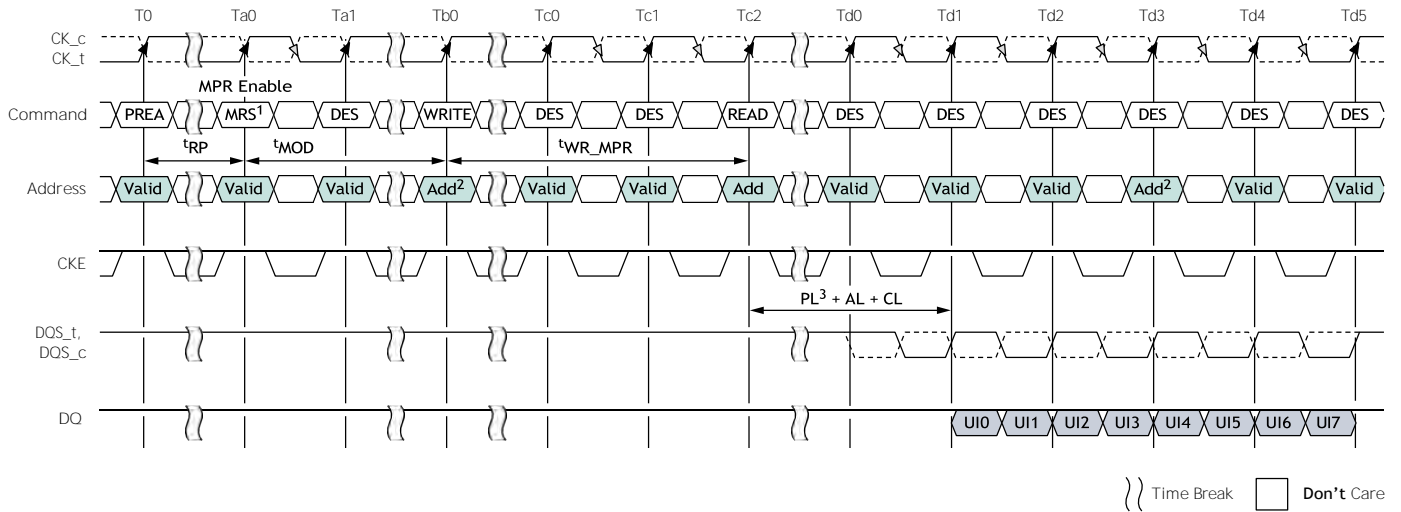 T0 Ta0 Ta1 Tb0 Tc0 Tc1 Tc2 Td0 Td1 Td2 Td3 Td4 Td5
CK_c
CK_t
MPR Enable
Command PREA MRS1 DES WRITE DES DES READ DES DES DES DES DES DES
tRP tMOD tWR_MPR
Address Valid Valid Valid Add2 Valid Valid Add Valid Valid Valid Add2 Valid Valid
CKE
PL3 + AL + CL
DQS_t,
DQS_c
DQ UI0 UI1 UI2 UI3 UI4 UI5 UI6 UI7
Time Break Don't Care